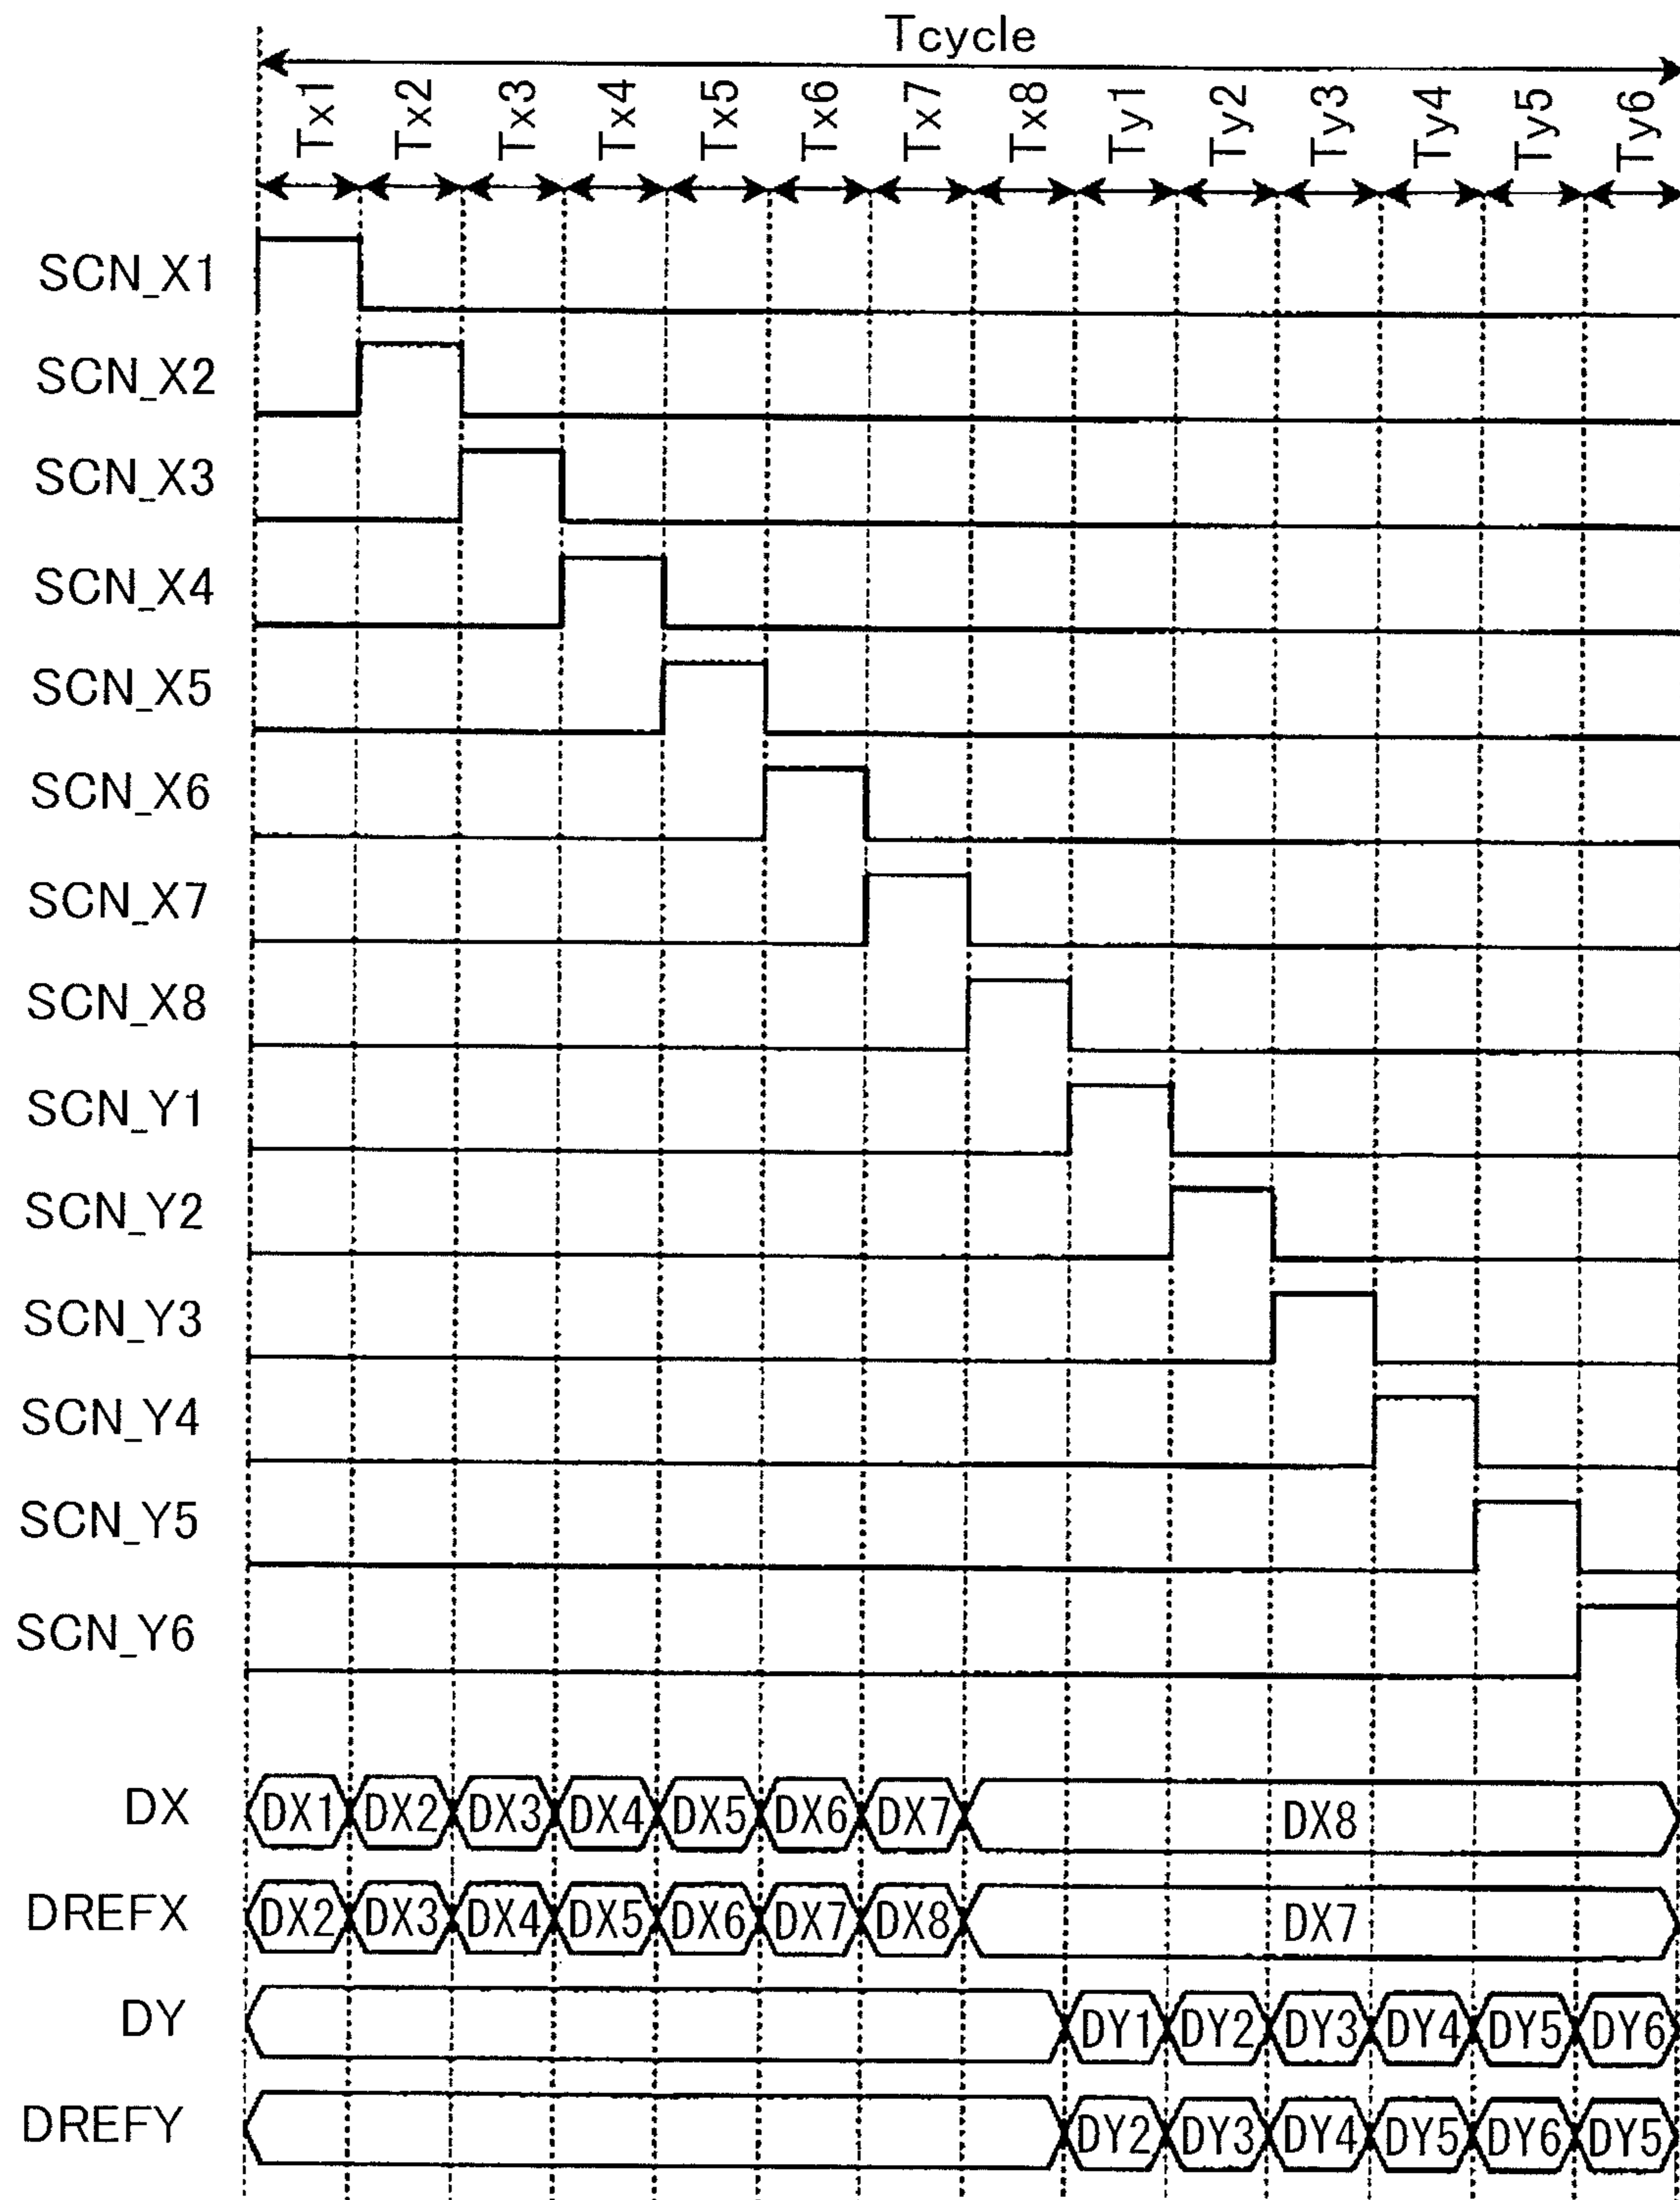 Tcycle
Tx1 Tx2 Tx3 Tx4 Tx5 Tx6 Tx7 Tx8 Ty1 Ty2 Ty3 Ty4 Ty5 Ty6
SCN_X1
SCN_X2
SCN_X3
SCN_X4
SCN_X5
SCN_X6
SCN_X7
SCN_X8
SCN_Y1
SCN_Y2
SCN_Y3
SCN_Y4
SCN_Y5
SCN_Y6
DX DX1 DX2 DX3 DX4 DX5 DX6 DX7 DX8
DREFX DX2 DX3 DX4 DX5 DX6 DX7 DX8 DX7
DY DY1 DY2 DY3 DY4 DY5 DY6
DREFY DY2 DY3 DY4 DY5 DY6 DY5